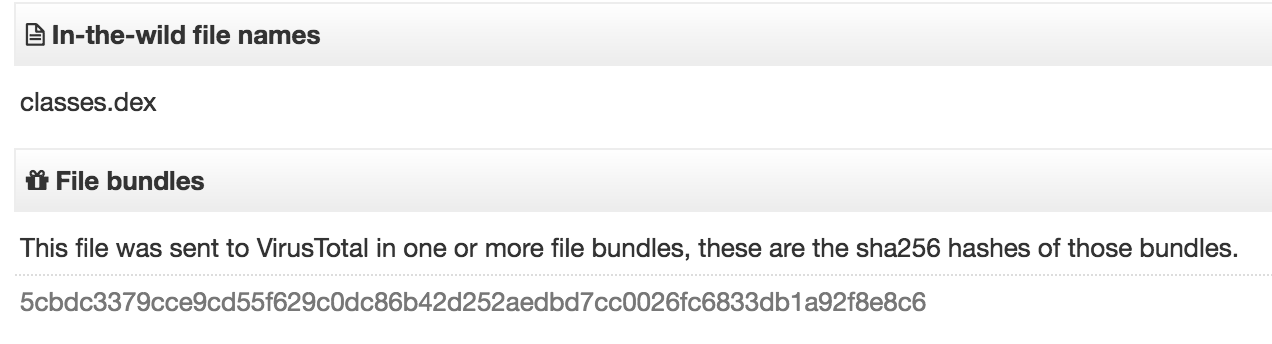 In-the-wild file names
classes.dex
File bundles
This file was sent to VirusTotal in one or more file bundles, these are the sha256 hashes of those bundles.
5cbdc3379cce9cd55f629c0dc86b42d252aedbd7cc0026fc6833db1a92f8e8c6